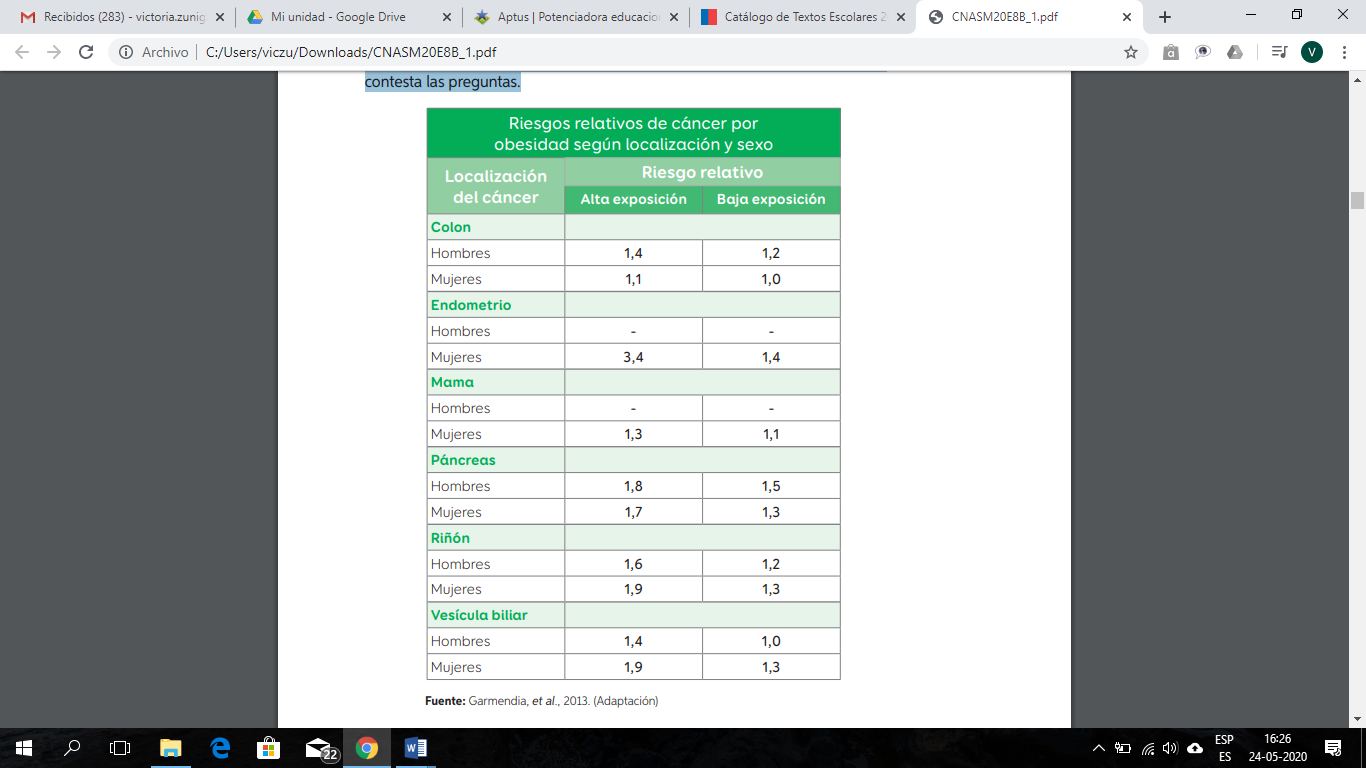 Recibidos (283) - victoria.zunig
Mi unidad - Google Drive
Aptus | Potenciadora educacion
Catálogo de Textos Escolares 2
CNASM20E8B_1.pdf
Archivo
C:/Users/viczu/Downloads/CNASM20E8B_1.pdf
V
contesta las preguntas.
Riesgos relativos de cáncer por
obesidad según localización y sexo
Localización
del cáncer
Riesgo relativo
Alta exposición Baja exposición
Colon
Hombres 1,4 1,2
Mujeres 1,1 1,0
Endometrio
Hombres - -
Mujeres 3,4 1,4
Mama
Hombres - -
Mujeres 1,3 1,1
Páncreas
Hombres 1,8 1,5
Mujeres 1,7 1,3
Riñón
Hombres 1,6 1,2
Mujeres 1,9 1,3
Vesícula biliar
Hombres 1,4 1,0
Mujeres 1,9 1,3
Fuente: Garmendia, et al., 2013. (Adaptación)
22
ESP
ES
16:26
24-05-2020